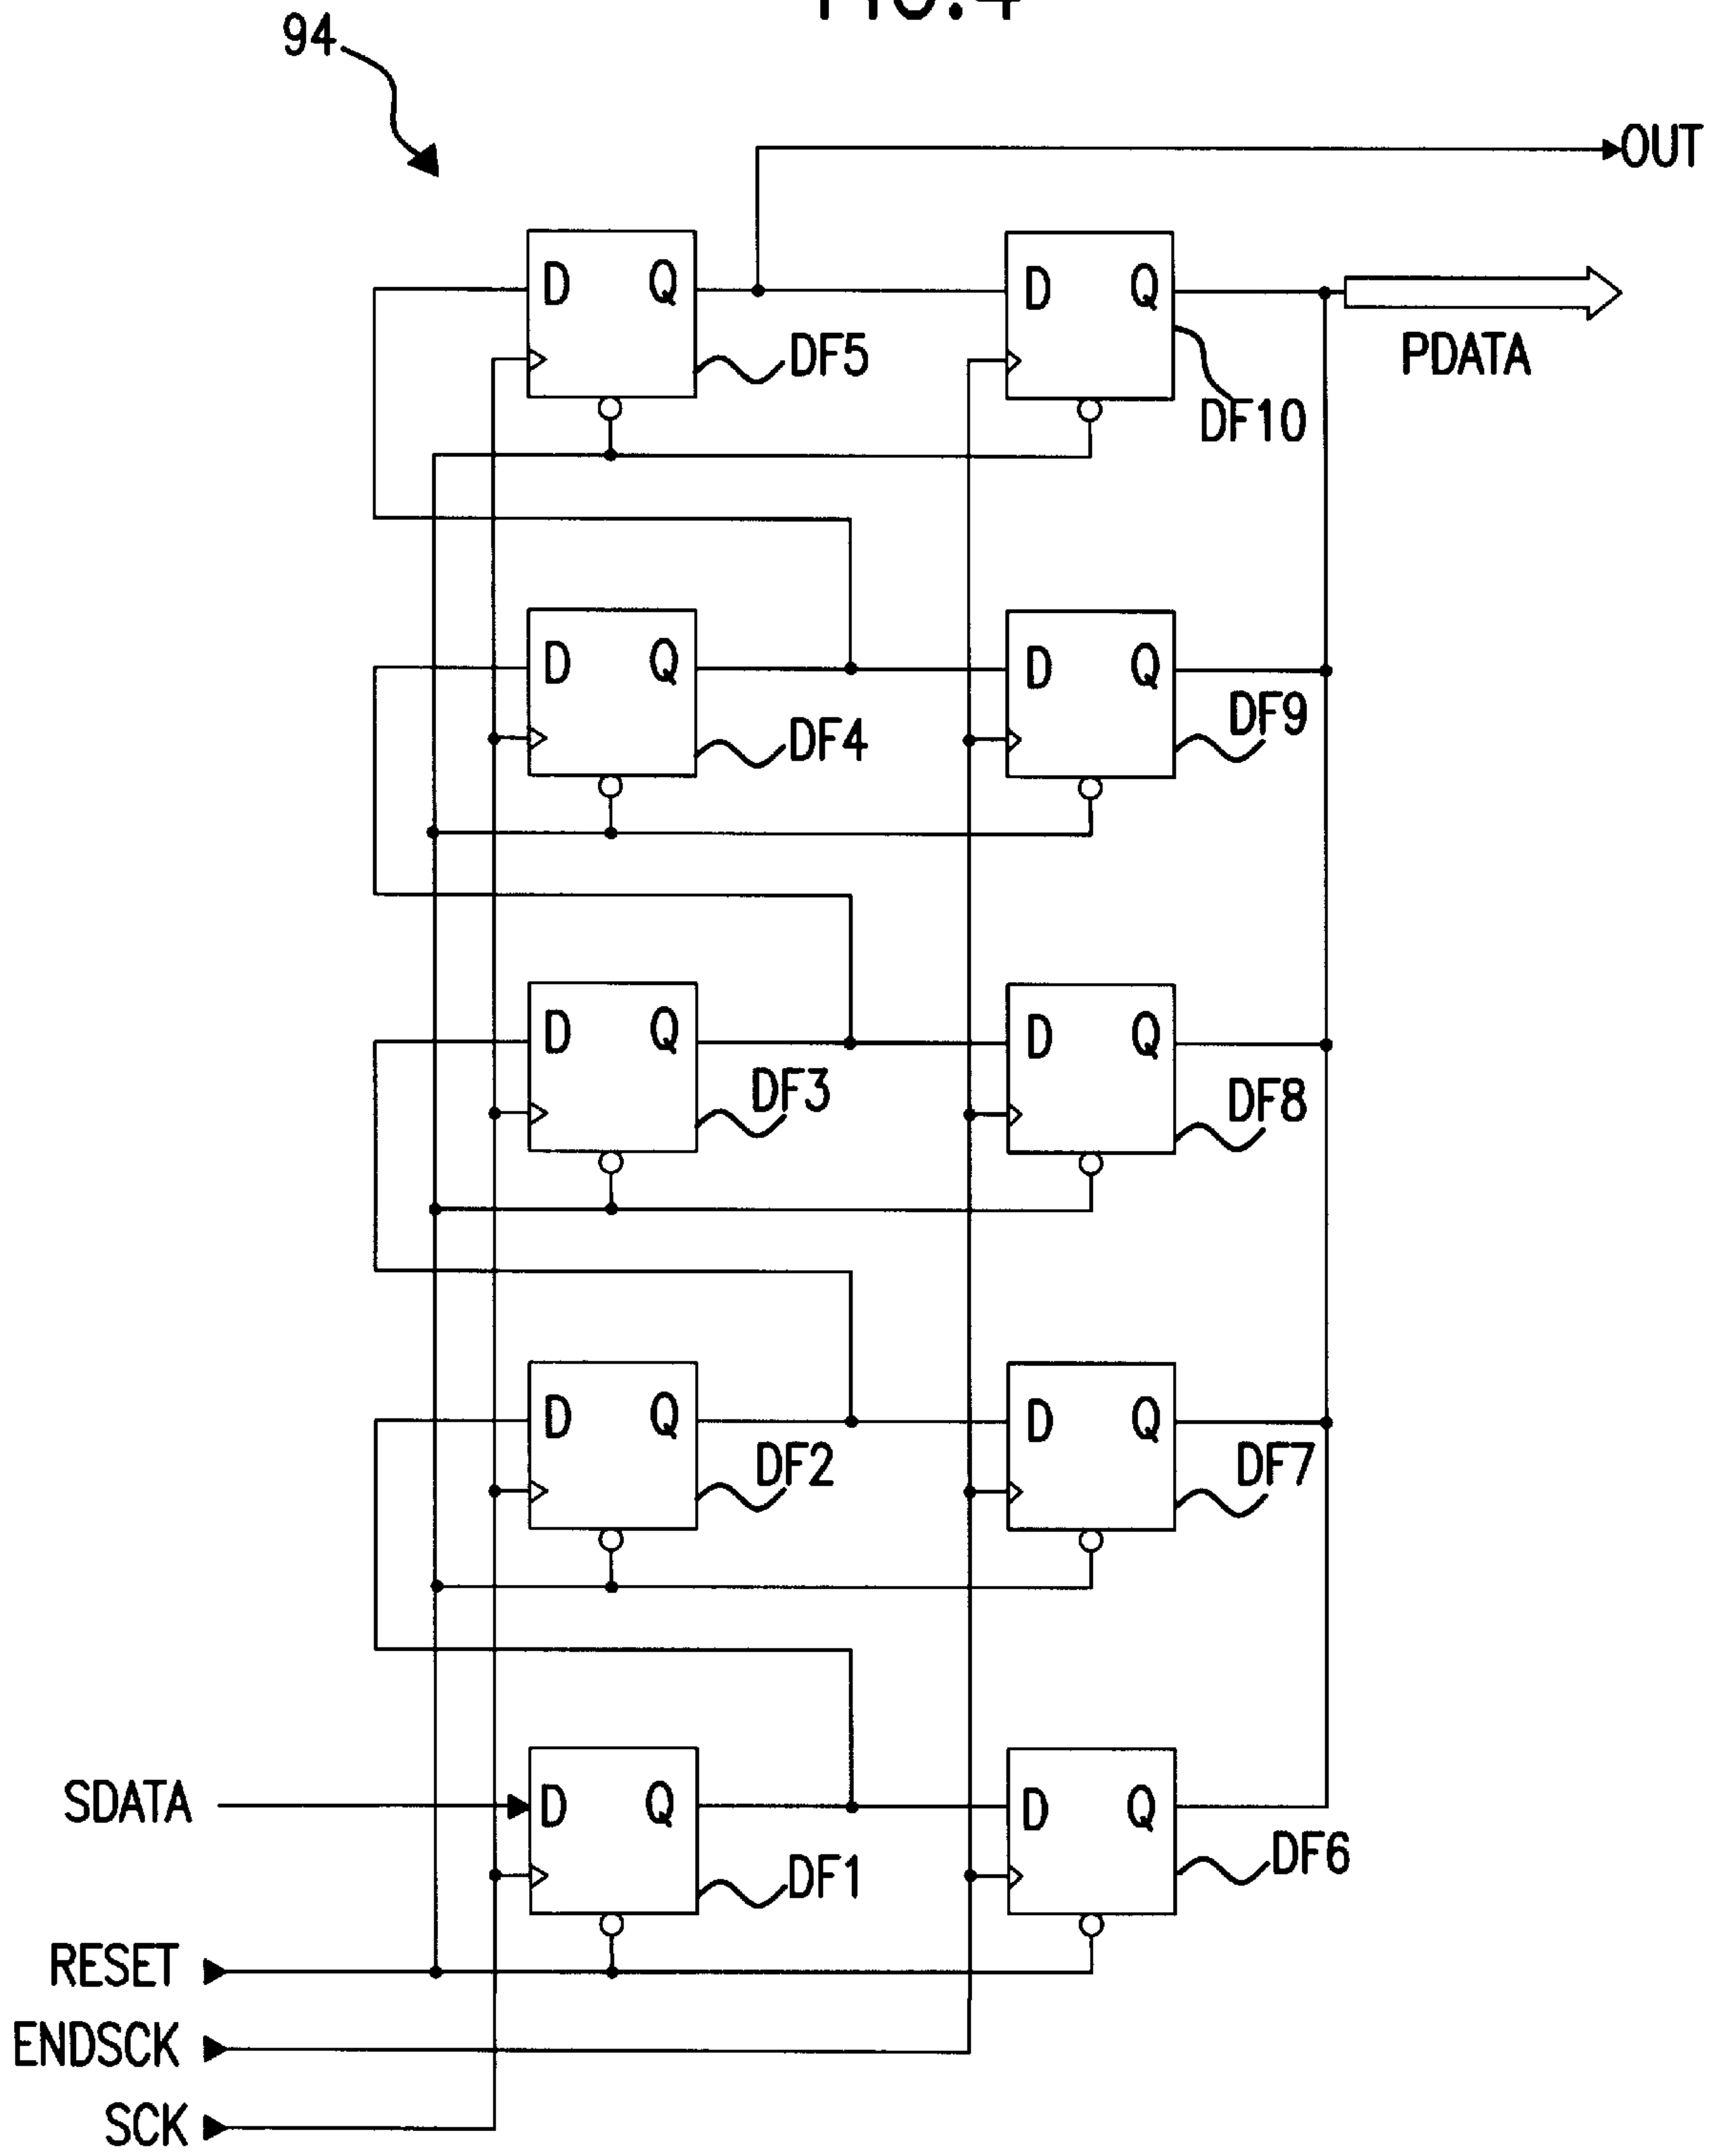 94
OUT
D Q
D Q
DF5
PDATA
DF10
D Q
D Q
DF9
DF4
D Q
D Q
DF3
DF8
D Q
D Q
DF2
DF7
SDATA
D Q
D Q
DF1
DF6
RESET
ENDSCK
SCK